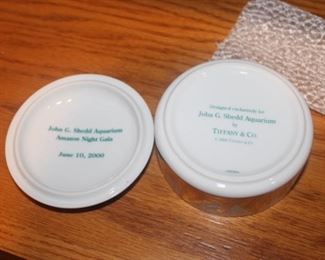 John G. Shedd Aquarium
Amazon Night Gala
June 10, 2000
Designed exclusively for
John G. Shedd Aquarium
by
TIFFANY & CO.